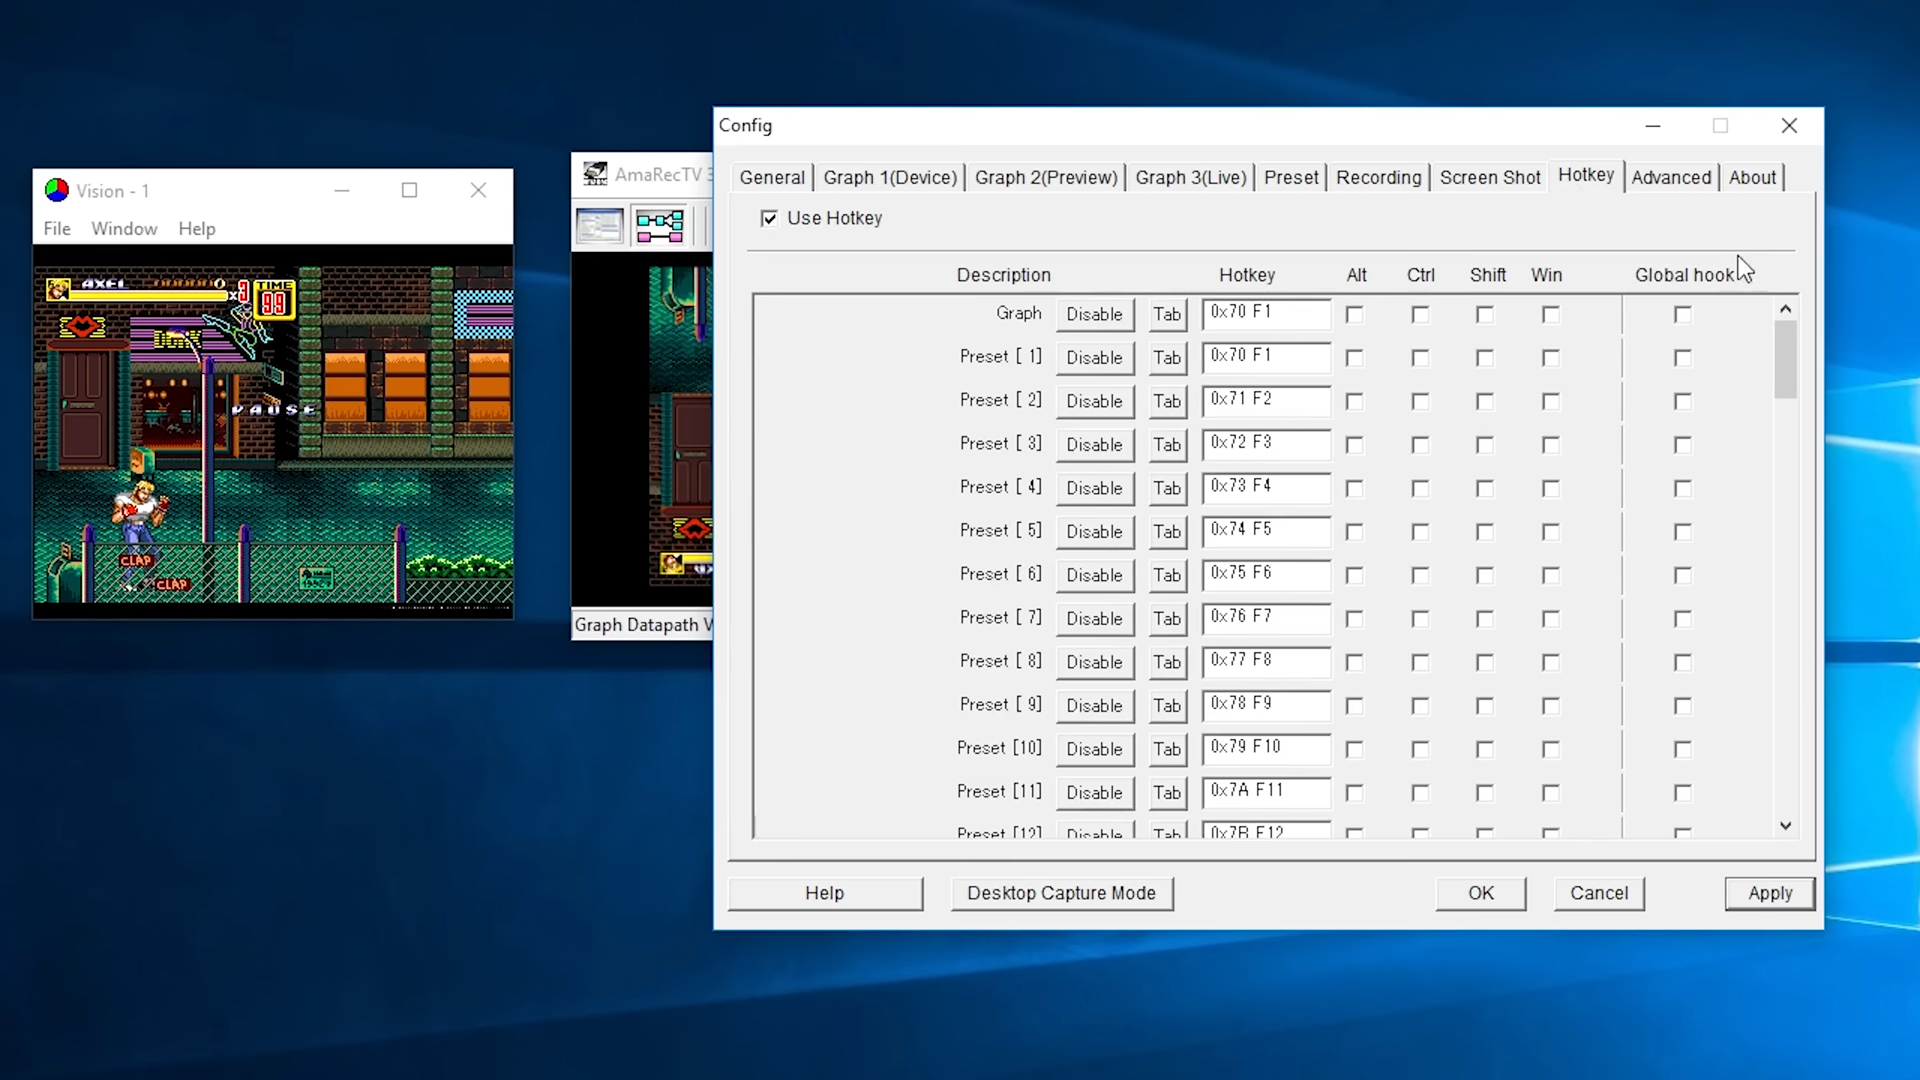 Vision - 1
File Window Help
AXEL
x3
TIME
99
PAUSE
CLAP
CLAP
AmaRecTV 3
Graph Datapath V
Config
General Graph 1(Device) Graph 2(Preview) Graph 3(Live) Preset Recording Screen Shot Hotkey Advanced About
Use Hotkey
Description Hotkey Alt Ctrl Shift Win Global hook
Graph Disable Tab 0x70 F1
Preset [ 1] Disable Tab 0x70 F1
Preset [ 2] Disable Tab 0x71 F2
Preset [ 3] Disable Tab 0x72 F3
Preset [ 4] Disable Tab 0x73 F4
Preset [ 5] Disable Tab 0x74 F5
Preset [ 6] Disable Tab 0x75 F6
Preset [ 7] Disable Tab 0x76 F7
Preset [ 8] Disable Tab 0x77 F8
Preset [ 9] Disable Tab 0x78 F9
Preset [10] Disable Tab 0x79 F10
Preset [11] Disable Tab 0x7A F11
Preset [12] Disable Tab 0x7B F12
Help Desktop Capture Mode OK Cancel Apply